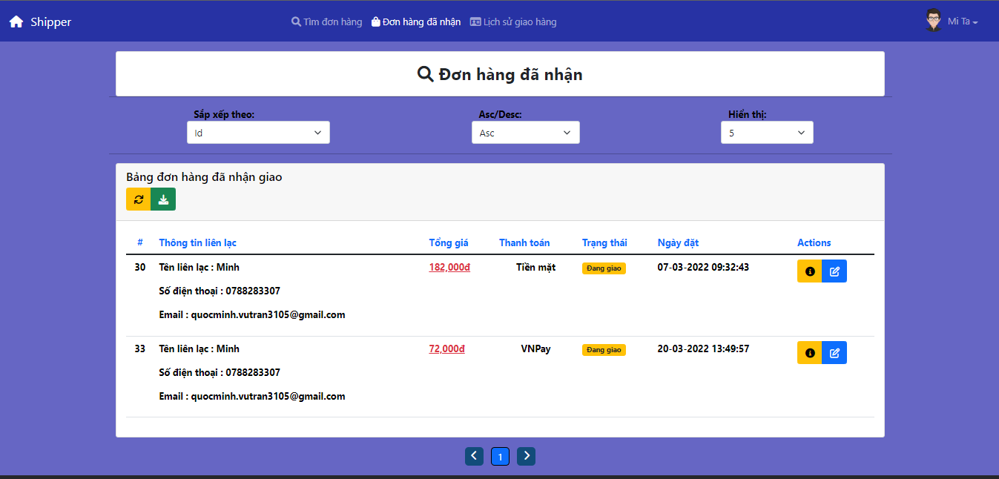 Shipper Tìm đơn hàng Đơn hàng đã nhận Lịch sử giao hàng Mi Ta
Đơn hàng đã nhận
Sắp xếp theo: Asc/Desc: Hiển thị:
Id Asc 5
Bảng đơn hàng đã nhận giao
# Thông tin liên lạc Tổng giá Thanh toán Trạng thái Ngày đặt Actions
30 Tên liên lạc : Minh 182,000đ Tiền mặt Đang giao 07-03-2022 09:32:43
Số điện thoại : 0788283307
Email : quocminh.vutran3105@gmail.com
33 Tên liên lạc : Minh 72,000đ VNPay Đang giao 20-03-2022 13:49:57
Số điện thoại : 0788283307
Email : quocminh.vutran3105@gmail.com
1